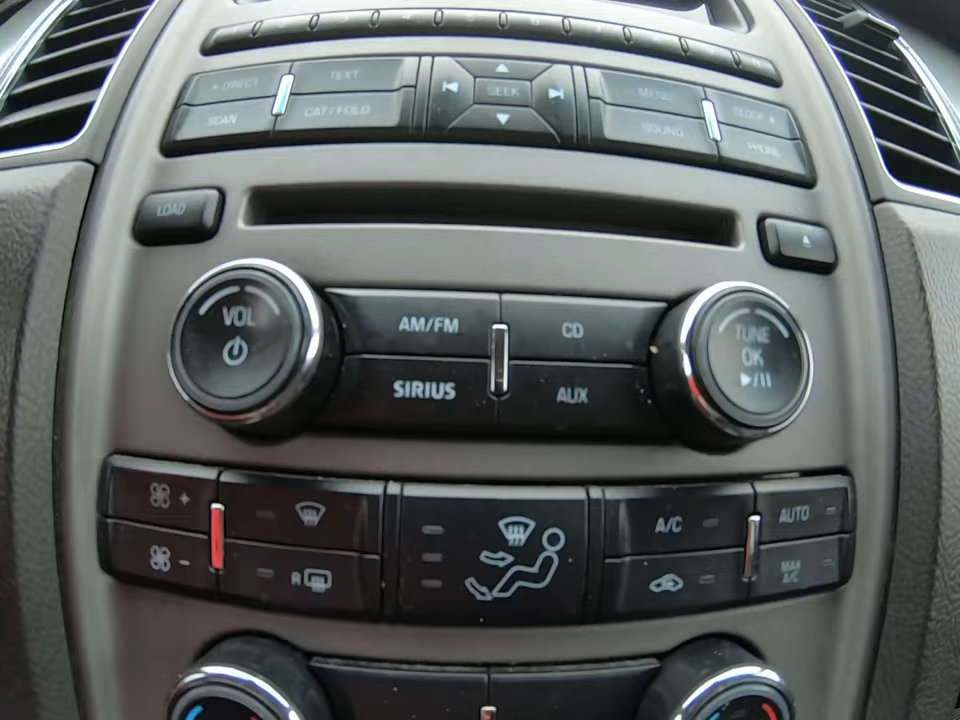 DIRECT
TEXT
SEEK
MENU
CLOCK
SCAN
CAT/FOLD
SOUND
PHONE
LOAD
VOL
AM/FM
CD
TUNE
OK
SIRIUS
AUX
+
A/C
AUTO
-
R
MAX
A/C